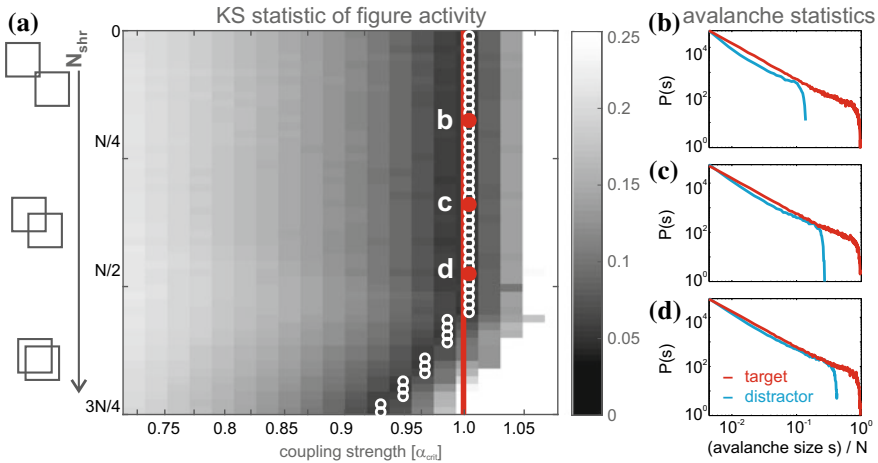 (a)
KS statistic of figure activity
N_shr
0
N/4
N/2
3N/4
b
c
d
0.75
0.8
0.85
0.9
0.95
1.0
1.05
coupling strength [α_crit]
0.25
0.2
0.15
0.1
0.05
0
(b) avalanche statistics
P(s)
10^4
10^2
10^0
(c)
P(s)
10^4
10^2
10^0
(d)
P(s)
10^4
10^2
10^0
target
distractor
10^-2
10^-1
10^0
(avalanche size s) / N